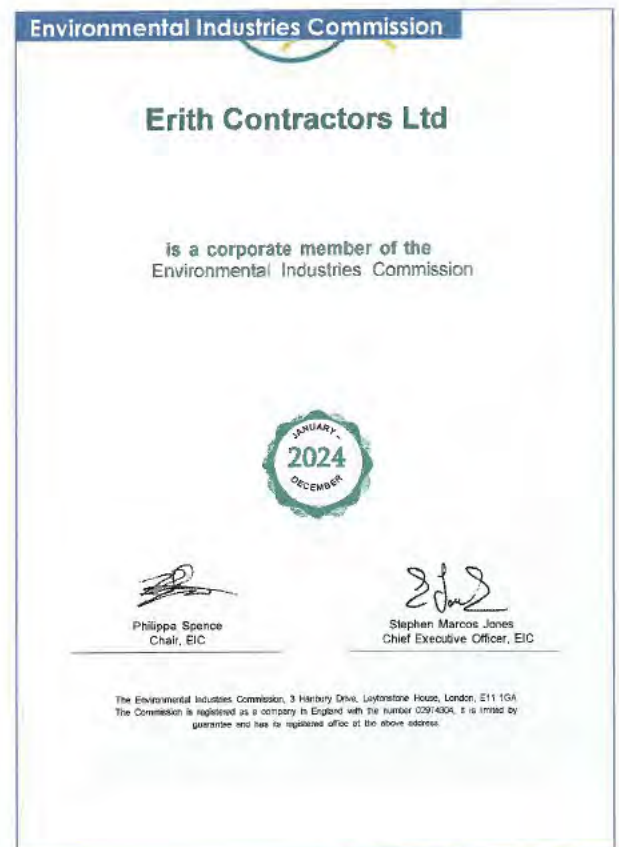 Environmental Industries Commission
Erith Contractors Ltd
is a corporate member of the
Environmental Industries Commission
JANUARY –
2024
DECEMBER
Philippa Spence
Chair, EIC
Stephen Marcos Jones
Chief Executive Officer, EIC
The Environmental Industries Commission, 3 Hanbury Drive, Leytonstone House, London, E11 1GA
The Commission is registered as a company in England with the number 02974304, it is limited by
guarantee and has its registered office at the above address.